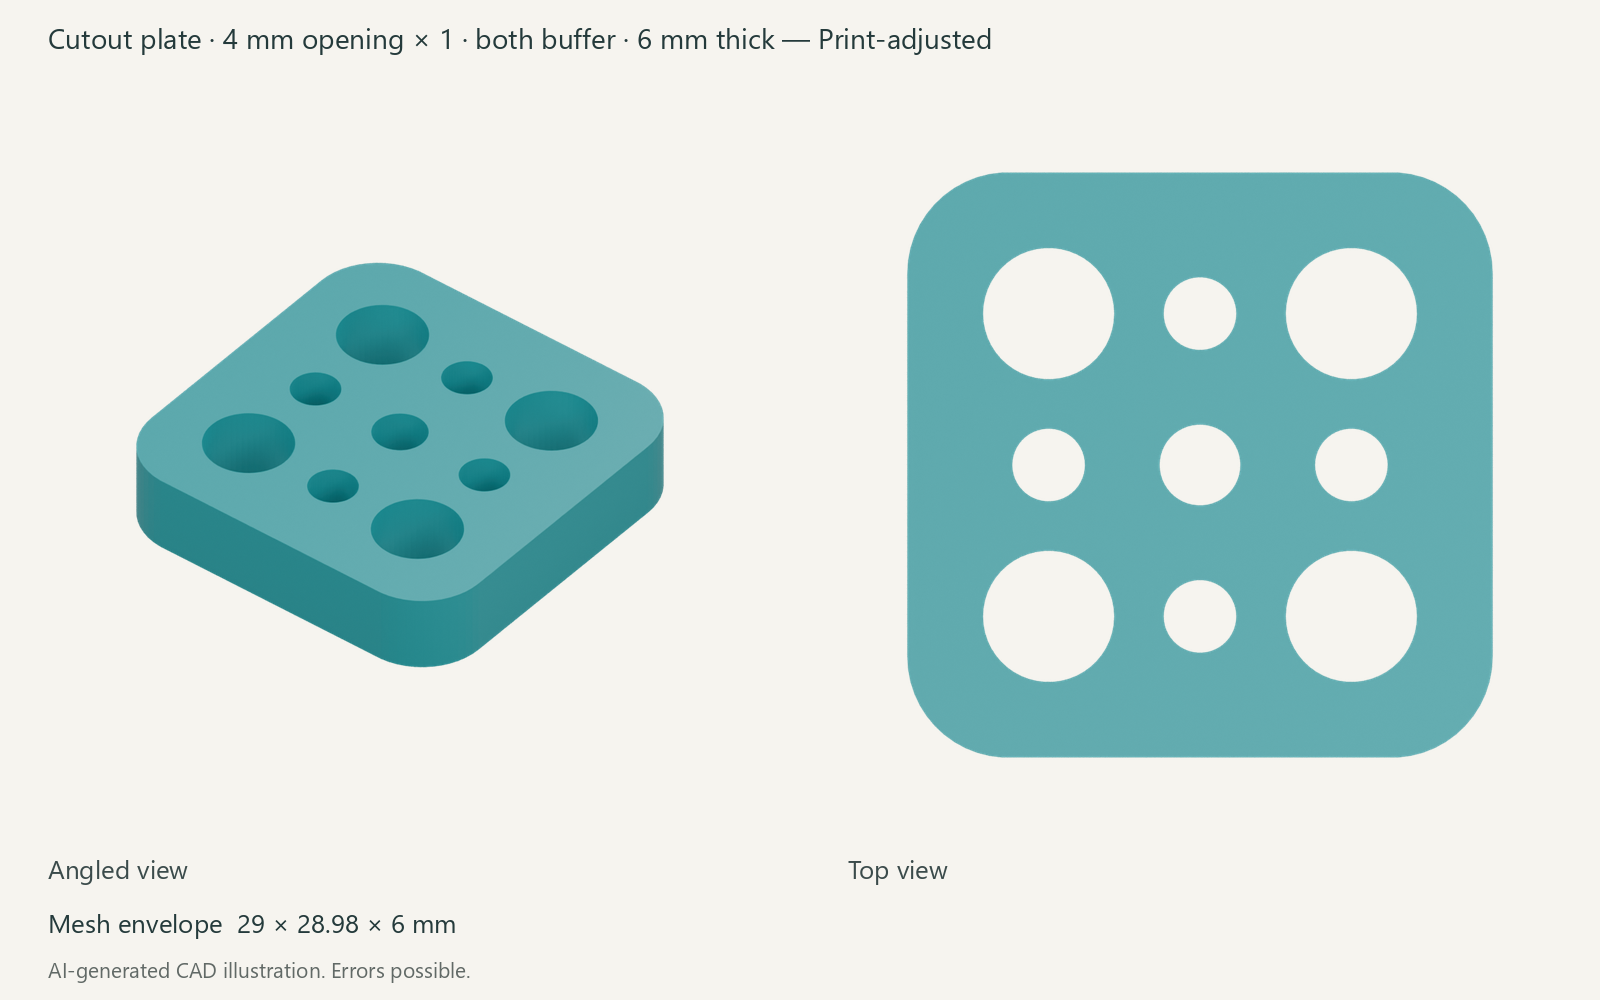 Cutout plate · 4 mm opening × 1 · both buffer · 6 mm thick — Print-adjusted
Angled view
Top view
Mesh envelope 29 × 28.98 × 6 mm
AI-generated CAD illustration. Errors possible.